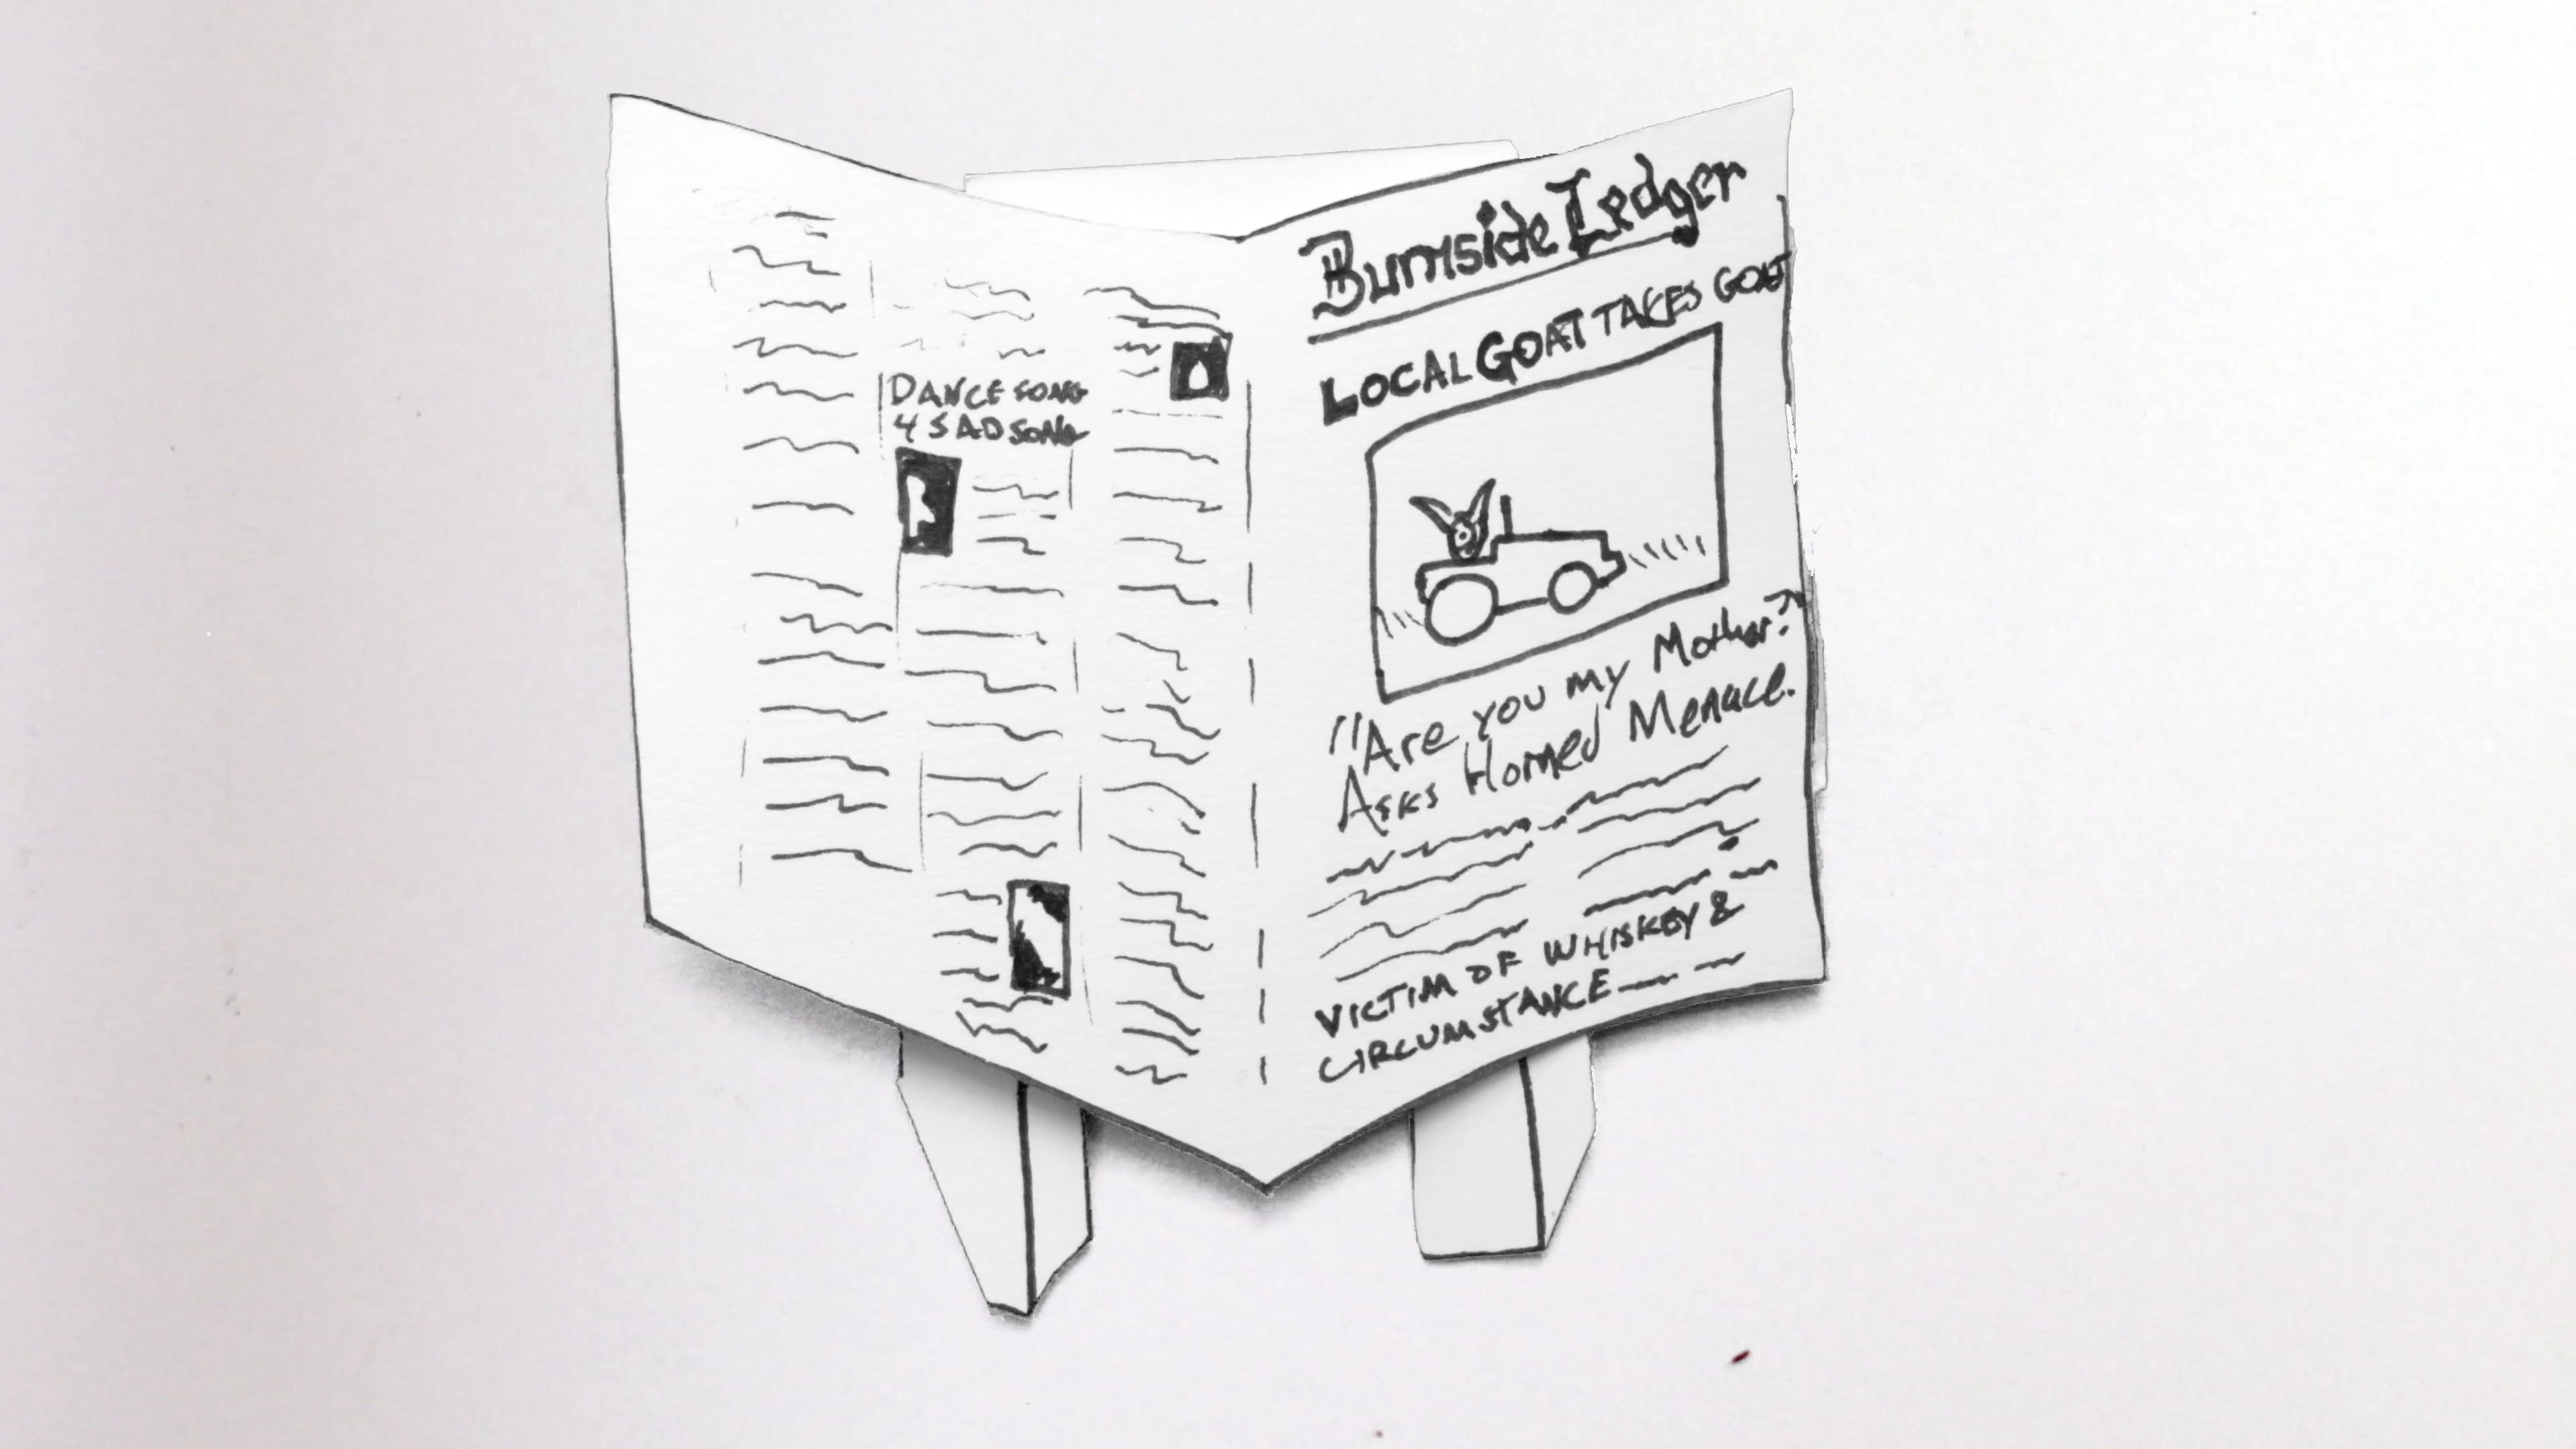 DANCE SONG
4 SAD SONG
Burnside Ledger
LOCAL GOAT TAKES GOAT
"Are you my Mother?"
Asks Horned Menace.
VICTIM OF WHISKEY &
CIRCUMSTANCE